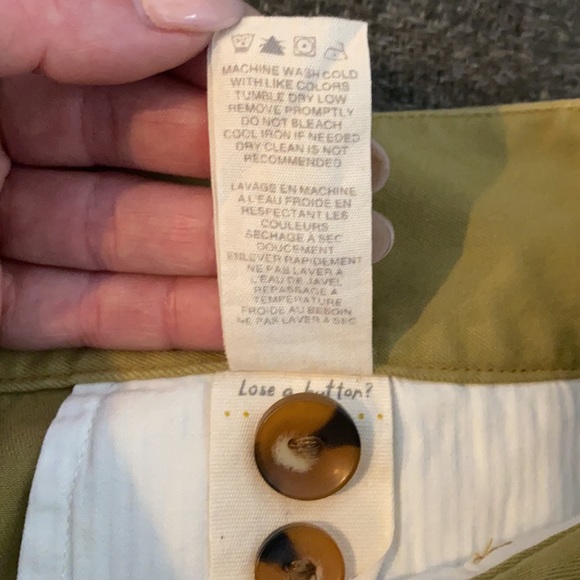 MACHINE WASH COLD
WITH LIKE COLORS
TUMBLE DRY LOW
REMOVE PROMPTLY
DO NOT BLEACH
COOL IRON IF NEEDED
DRY CLEAN IS NOT
RECOMMENDED
LAVAGE EN MACHINE
A L'EAU FROIDE EN
RESPECTANT LES
COULEURS
SECHAGE A SEC
DOUCEMENT
ENLEVER RAPIDEMENT
NE PAS LAVER A
L'EAU DE JAVEL
REPASSAGE A
TEMPERATURE
FROIDE AU BESOIN
NE PAS LAVER A SEC
Lose a button?